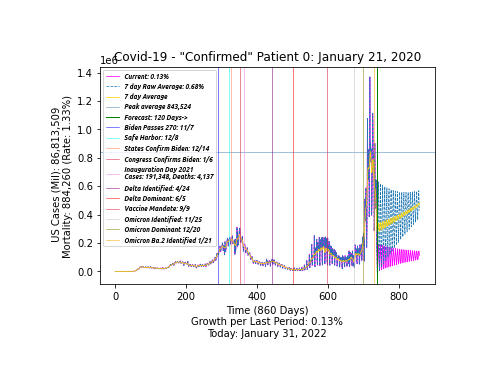 Covid-19 - "Confirmed" Patient 0: January 21, 2020
1e6
1.4
1.2
1.0
0.8
0.6
0.4
0.2
0.0
US Cases (Mil): 86,813,509
Mortality: 884,260 (Rate: 1.33%)
Current: 0.13%
7 day Raw Average: 0.68%
7 day Average
Peak average 843,524
Forecast: 120 Days->
Biden Passes 270: 11/7
Safe Harbor: 12/8
States Confirm Biden: 12/14
Congress Confirms Biden: 1/6
Inauguration Day 2021
Cases: 191,348, Deaths: 4,137
Delta Identified: 4/24
Delta Dominant: 6/5
Vaccine Mandate: 9/9
Omicron Identified: 11/25
Omicron Dominant 12/20
Omicron Ba.2 Identified 1/21
0
200
400
600
800
Time (860 Days)
Growth per Last Period: 0.13%
Today: January 31, 2022